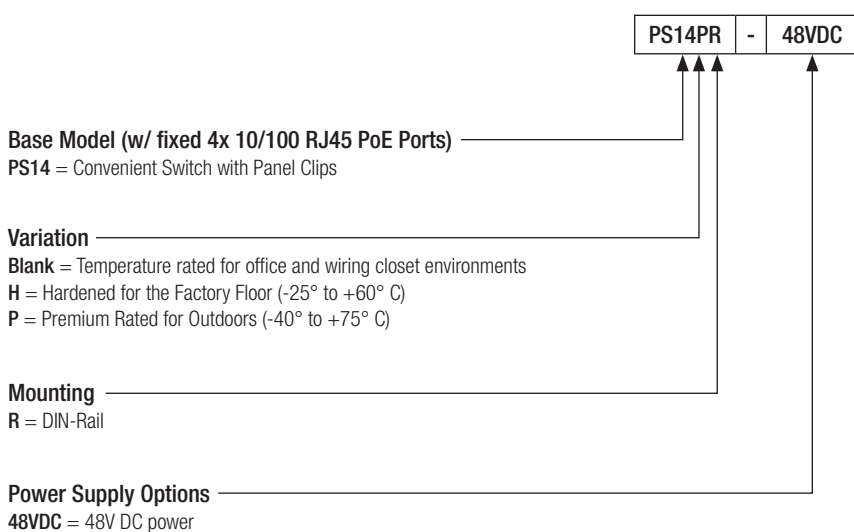 PS14PR - 48VDC
Base Model (w/ fixed 4x 10/100 RJ45 PoE Ports)
PS14 = Convenient Switch with Panel Clips
Variation
Blank = Temperature rated for office and wiring closet environments
H = Hardened for the Factory Floor (-25° to +60° C)
P = Premium Rated for Outdoors (-40° to +75° C)
Mounting
R = DIN-Rail
Power Supply Options
48VDC = 48V DC power